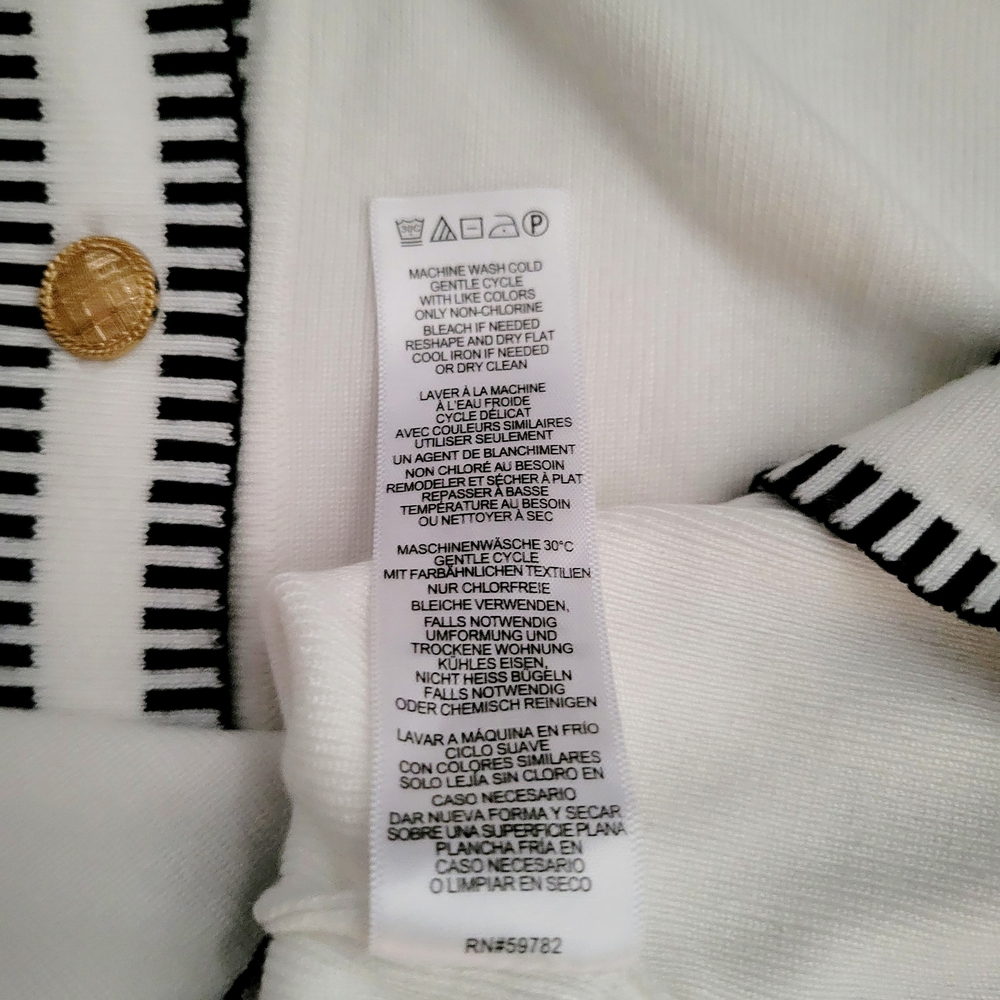 30°C
P
MACHINE WASH COLD
GENTLE CYCLE
WITH LIKE COLORS
ONLY NON-CHLORINE
BLEACH IF NEEDED
RESHAPE AND DRY FLAT
COOL IRON IF NEEDED
OR DRY CLEAN
LAVER À LA MACHINE
À L'EAU FROIDE
CYCLE DÉLICAT
AVEC COULEURS SIMILAIRES
UTILISER SEULEMENT
UN AGENT DE BLANCHIMENT
NON CHLORÉ AU BESOIN
REMODELER ET SÉCHER À PLAT
REPASSER À BASSE
TEMPÉRATURE AU BESOIN
OU NETTOYER À SEC
MASCHINENWÄSCHE 30°C
GENTLE CYCLE
MIT FARBÄHNLICHEN TEXTILIEN
NUR CHLORFREIE
BLEICHE VERWENDEN,
FALLS NOTWENDIG
UMFORMUNG UND
TROCKENE WOHNUNG
KÜHLES EISEN,
NICHT HEISS BÜGELN
FALLS NOTWENDIG
ODER CHEMISCH REINIGEN
LAVAR A MÁQUINA EN FRÍO
CICLO SUAVE
CON COLORES SIMILARES
SOLO LEJÍA SIN CLORO EN
CASO NECESARIO
DAR NUEVA FORMA Y SECAR
SOBRE UNA SUPERFICIE PLANA
PLANCHA FRÍA EN
CASO NECESARIO
O LIMPIAR EN SECO
RN#59782